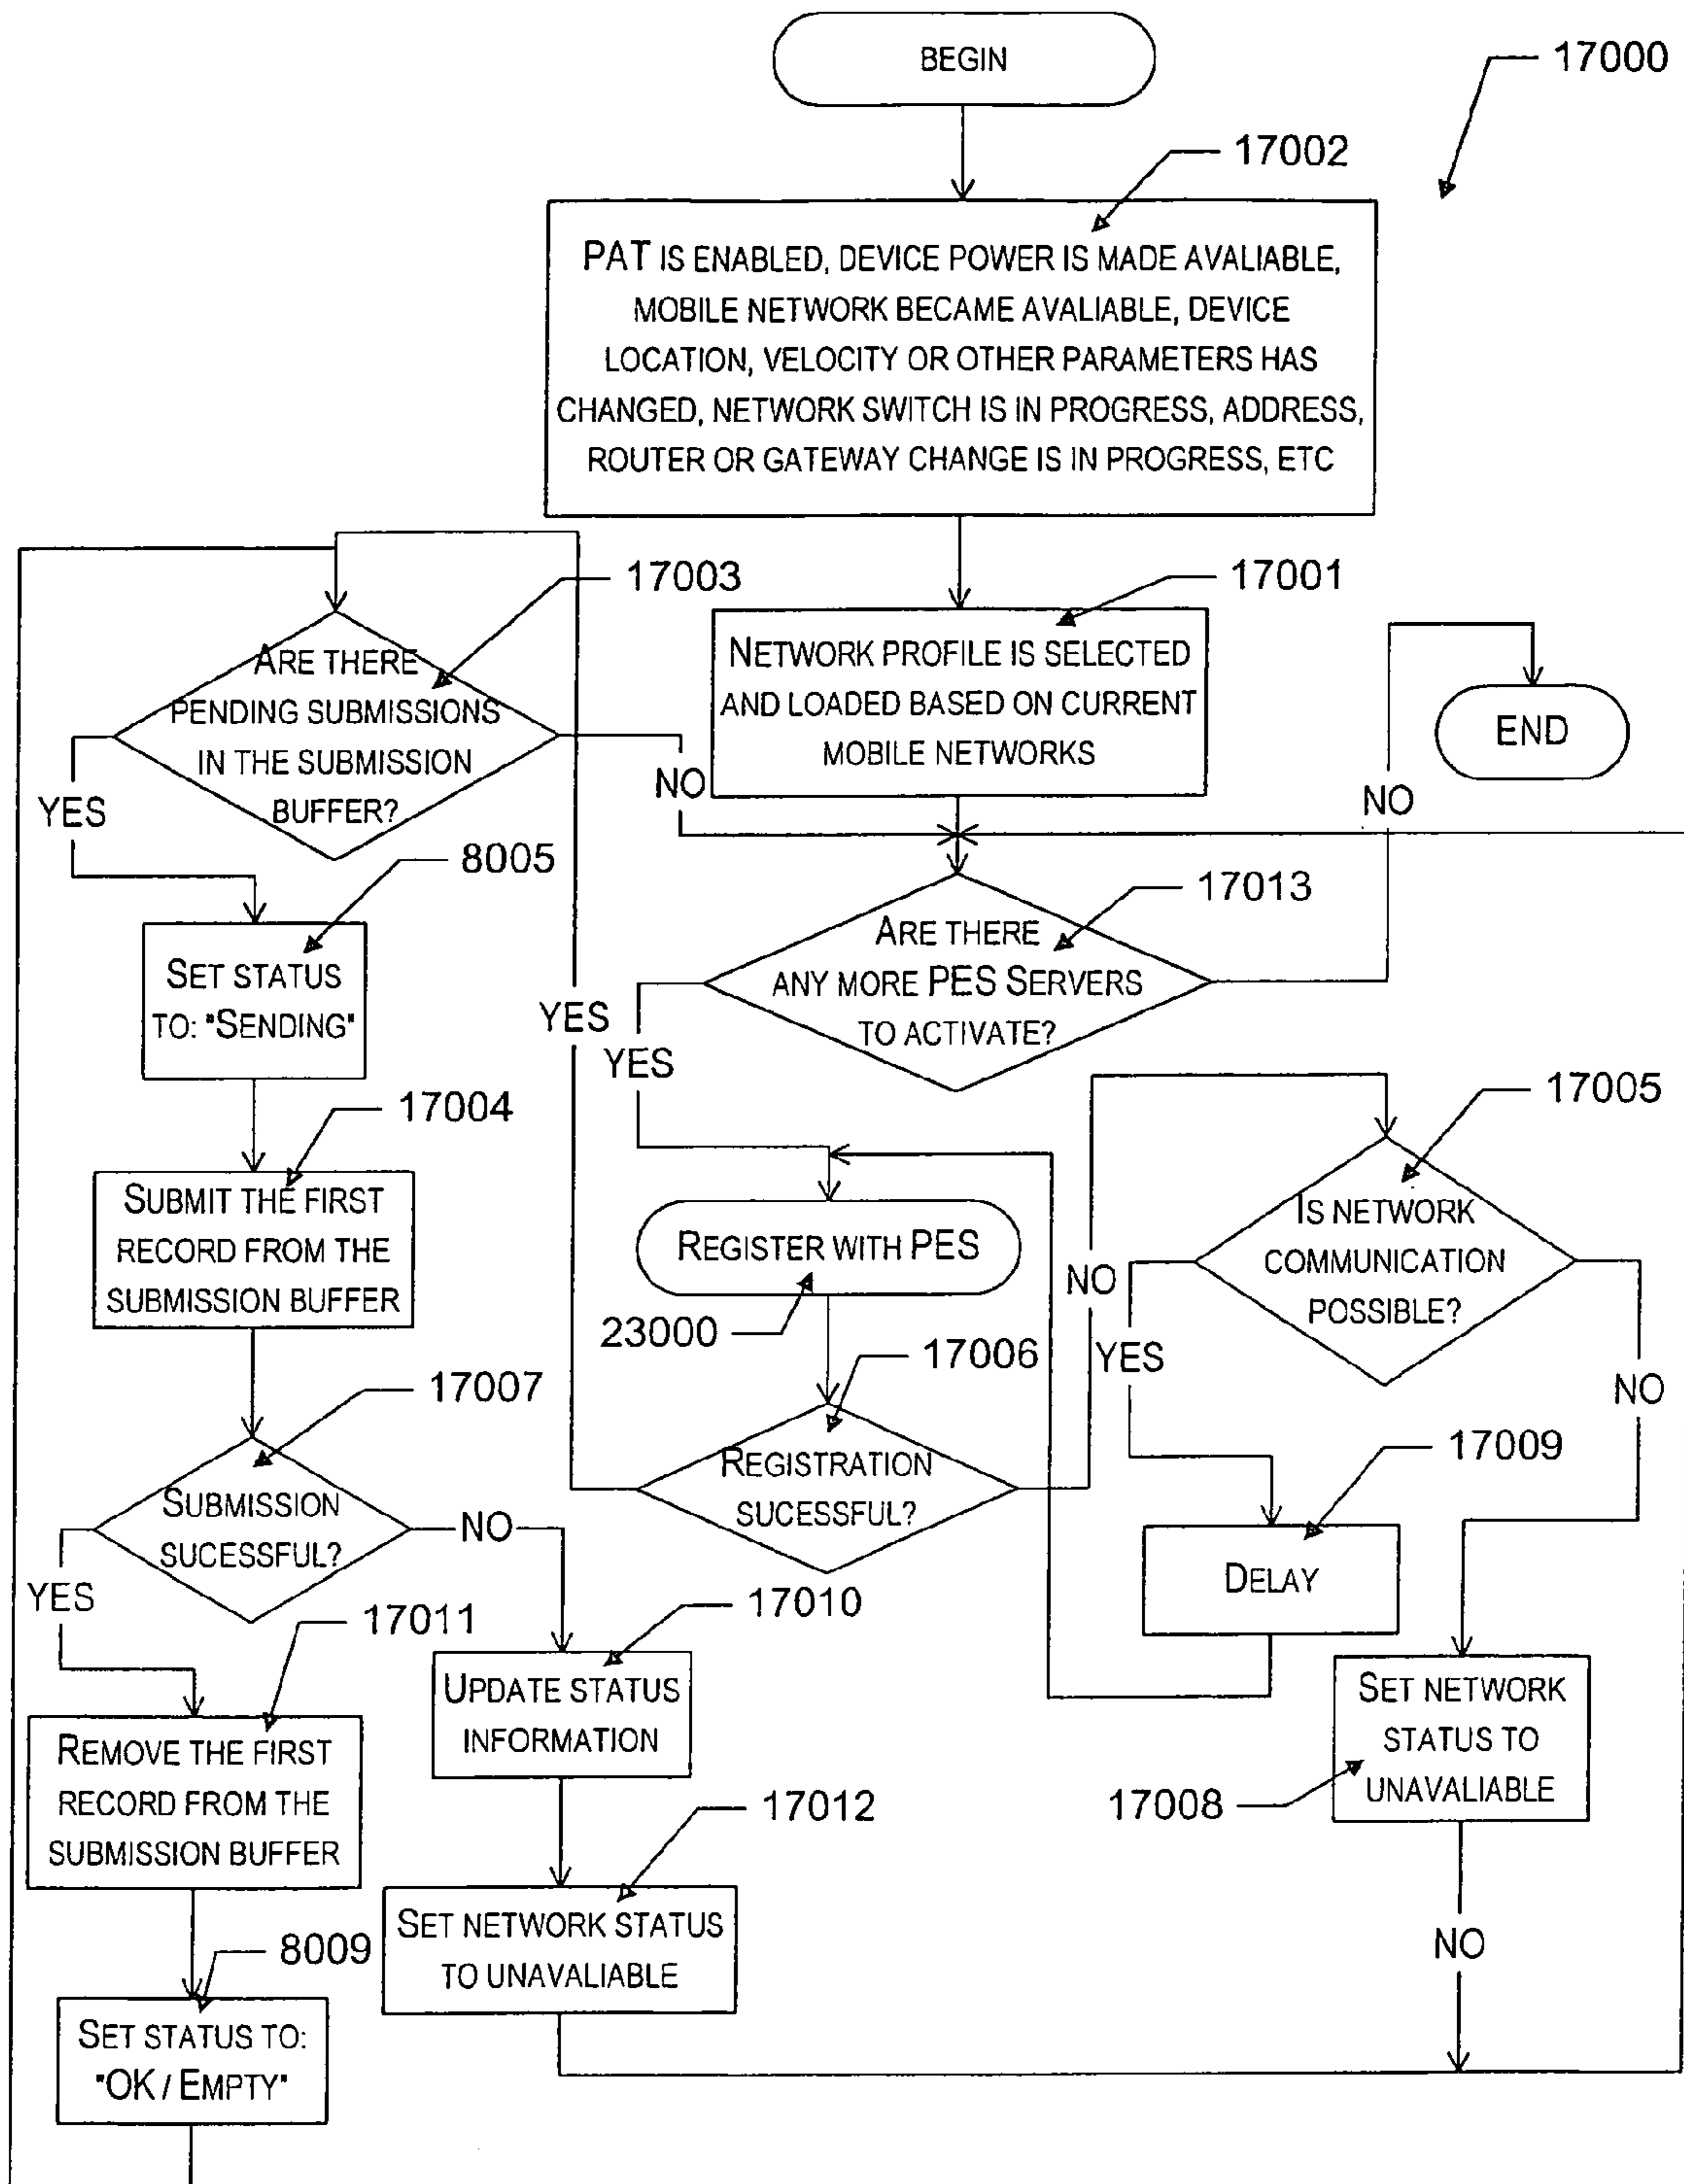 BEGIN
17000
17002
PAT IS ENABLED, DEVICE POWER IS MADE AVALIABLE,
MOBILE NETWORK BECAME AVALIABLE, DEVICE
LOCATION, VELOCITY OR OTHER PARAMETERS HAS
CHANGED, NETWORK SWITCH IS IN PROGRESS, ADDRESS,
ROUTER OR GATEWAY CHANGE IS IN PROGRESS, ETC
17003
ARE THERE
PENDING SUBMISSIONS
IN THE SUBMISSION
BUFFER?
YES
NO
17001
NETWORK PROFILE IS SELECTED
AND LOADED BASED ON CURRENT
MOBILE NETWORKS
END
NO
8005
SET STATUS
TO: "SENDING"
17013
ARE THERE
ANY MORE PES SERVERS
TO ACTIVATE?
YES
YES
17004
SUBMIT THE FIRST
RECORD FROM THE
SUBMISSION BUFFER
REGISTER WITH PES
23000
17005
IS NETWORK
COMMUNICATION
POSSIBLE?
NO
YES
NO
17006
REGISTRATION
SUCESSFUL?
17007
SUBMISSION
SUCESSFUL?
NO
YES
17009
DELAY
17010
UPDATE STATUS
INFORMATION
17011
REMOVE THE FIRST
RECORD FROM THE
SUBMISSION BUFFER
SET NETWORK
STATUS TO
UNAVALIABLE
17008
NO
17012
SET NETWORK STATUS
TO UNAVALIABLE
8009
SET STATUS TO:
"OK / EMPTY"